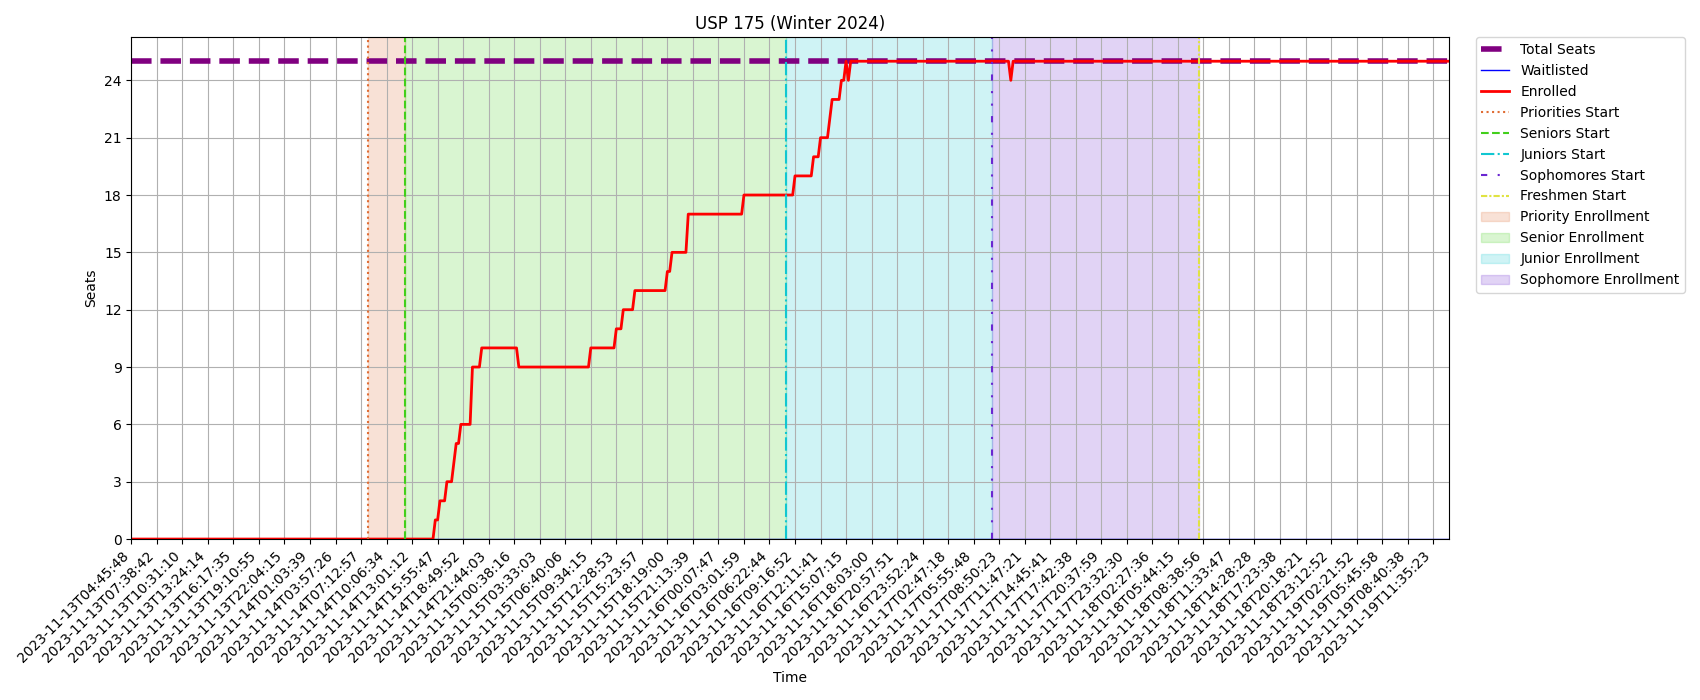 USP 175 (Winter 2024)
Total Seats
Waitlisted
Enrolled
Priorities Start
Seniors Start
Juniors Start
Sophomores Start
Freshmen Start
Priority Enrollment
Senior Enrollment
Junior Enrollment
Sophomore Enrollment
Seats
24
21
18
15
12
9
6
3
0
2023-11-13T04:45:48
2023-11-13T07:38:42
2023-11-13T10:31:10
2023-11-13T13:24:14
2023-11-13T16:17:35
2023-11-13T19:10:55
2023-11-13T22:04:15
2023-11-14T01:03:39
2023-11-14T03:57:26
2023-11-14T07:12:57
2023-11-14T10:06:34
2023-11-14T13:01:12
2023-11-14T15:55:47
2023-11-14T18:49:52
2023-11-14T21:44:03
2023-11-15T00:38:16
2023-11-15T03:33:03
2023-11-15T06:40:06
2023-11-15T09:34:15
2023-11-15T12:28:53
2023-11-15T15:23:57
2023-11-15T18:19:00
2023-11-15T21:13:39
2023-11-16T00:07:47
2023-11-16T03:01:59
2023-11-16T06:22:44
2023-11-16T09:16:52
2023-11-16T12:11:41
2023-11-16T15:07:15
2023-11-16T18:03:00
2023-11-16T20:57:51
2023-11-16T23:52:24
2023-11-17T02:47:18
2023-11-17T05:55:48
2023-11-17T08:50:23
2023-11-17T11:47:21
2023-11-17T14:45:41
2023-11-17T17:42:38
2023-11-17T20:37:59
2023-11-17T23:32:30
2023-11-18T02:27:36
2023-11-18T05:44:15
2023-11-18T08:38:56
2023-11-18T11:33:47
2023-11-18T14:28:28
2023-11-18T17:23:38
2023-11-18T20:18:21
2023-11-18T23:12:52
2023-11-19T02:21:52
2023-11-19T05:45:58
2023-11-19T08:40:38
2023-11-19T11:35:23
Time